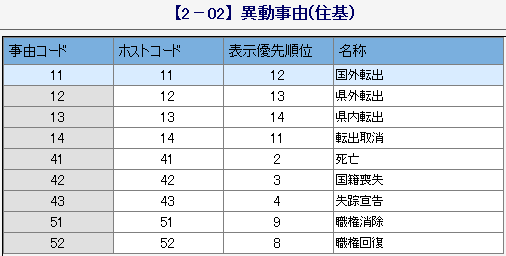 【2－02】異動事由(住基)
事由コード ホストコード 表示優先順位 名称
11 11 12 国外転出
12 12 13 県外転出
13 13 14 県内転出
14 14 11 転出取消
41 41 2 死亡
42 42 3 国籍喪失
43 43 4 失踪宣告
51 51 9 職権消除
52 52 8 職権回復